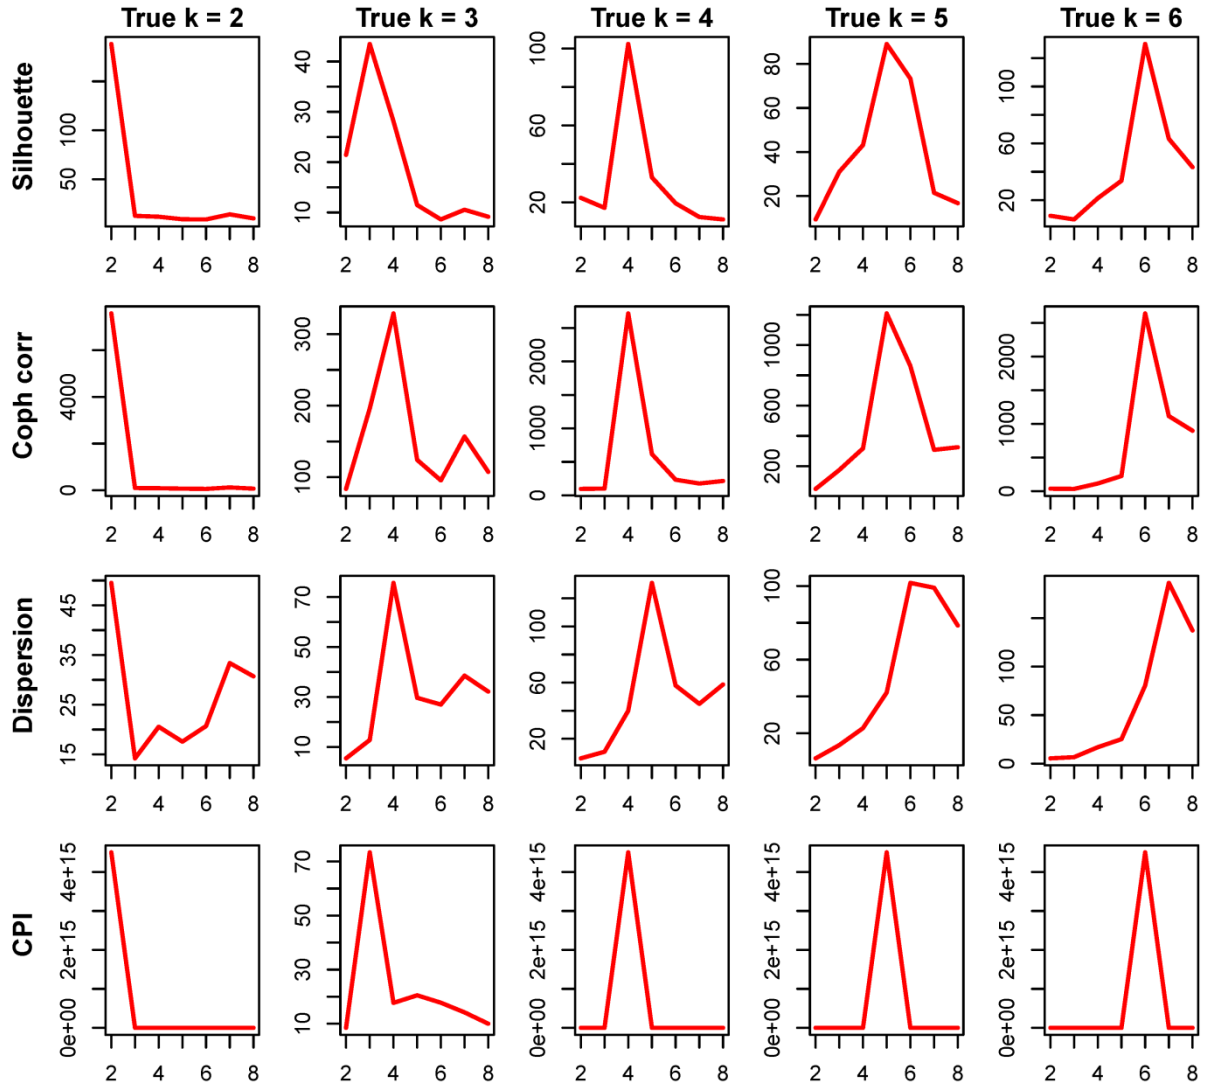 True k = 2 True k = 3 True k = 4 True k = 5 True k = 6
Silhouette
50 100
2 4 6 8
10 20 30 40
2 4 6 8
20 60 100
2 4 6 8
20 40 60 80
2 4 6 8
20 60 100
2 4 6 8
Coph corr
0 4000
2 4 6 8
100 200 300
2 4 6 8
0 1000 2000
2 4 6 8
200 600 1000
2 4 6 8
0 1000 2000
2 4 6 8
Dispersion
15 25 35 45
2 4 6 8
10 30 50 70
2 4 6 8
20 60 100
2 4 6 8
20 60 100
2 4 6 8
0 50 100
2 4 6 8
CPI
0e+00 2e+15 4e+15
2 4 6 8
10 30 50 70
2 4 6 8
0e+00 2e+15 4e+15
2 4 6 8
0e+00 2e+15 4e+15
2 4 6 8
0e+00 2e+15 4e+15
2 4 6 8